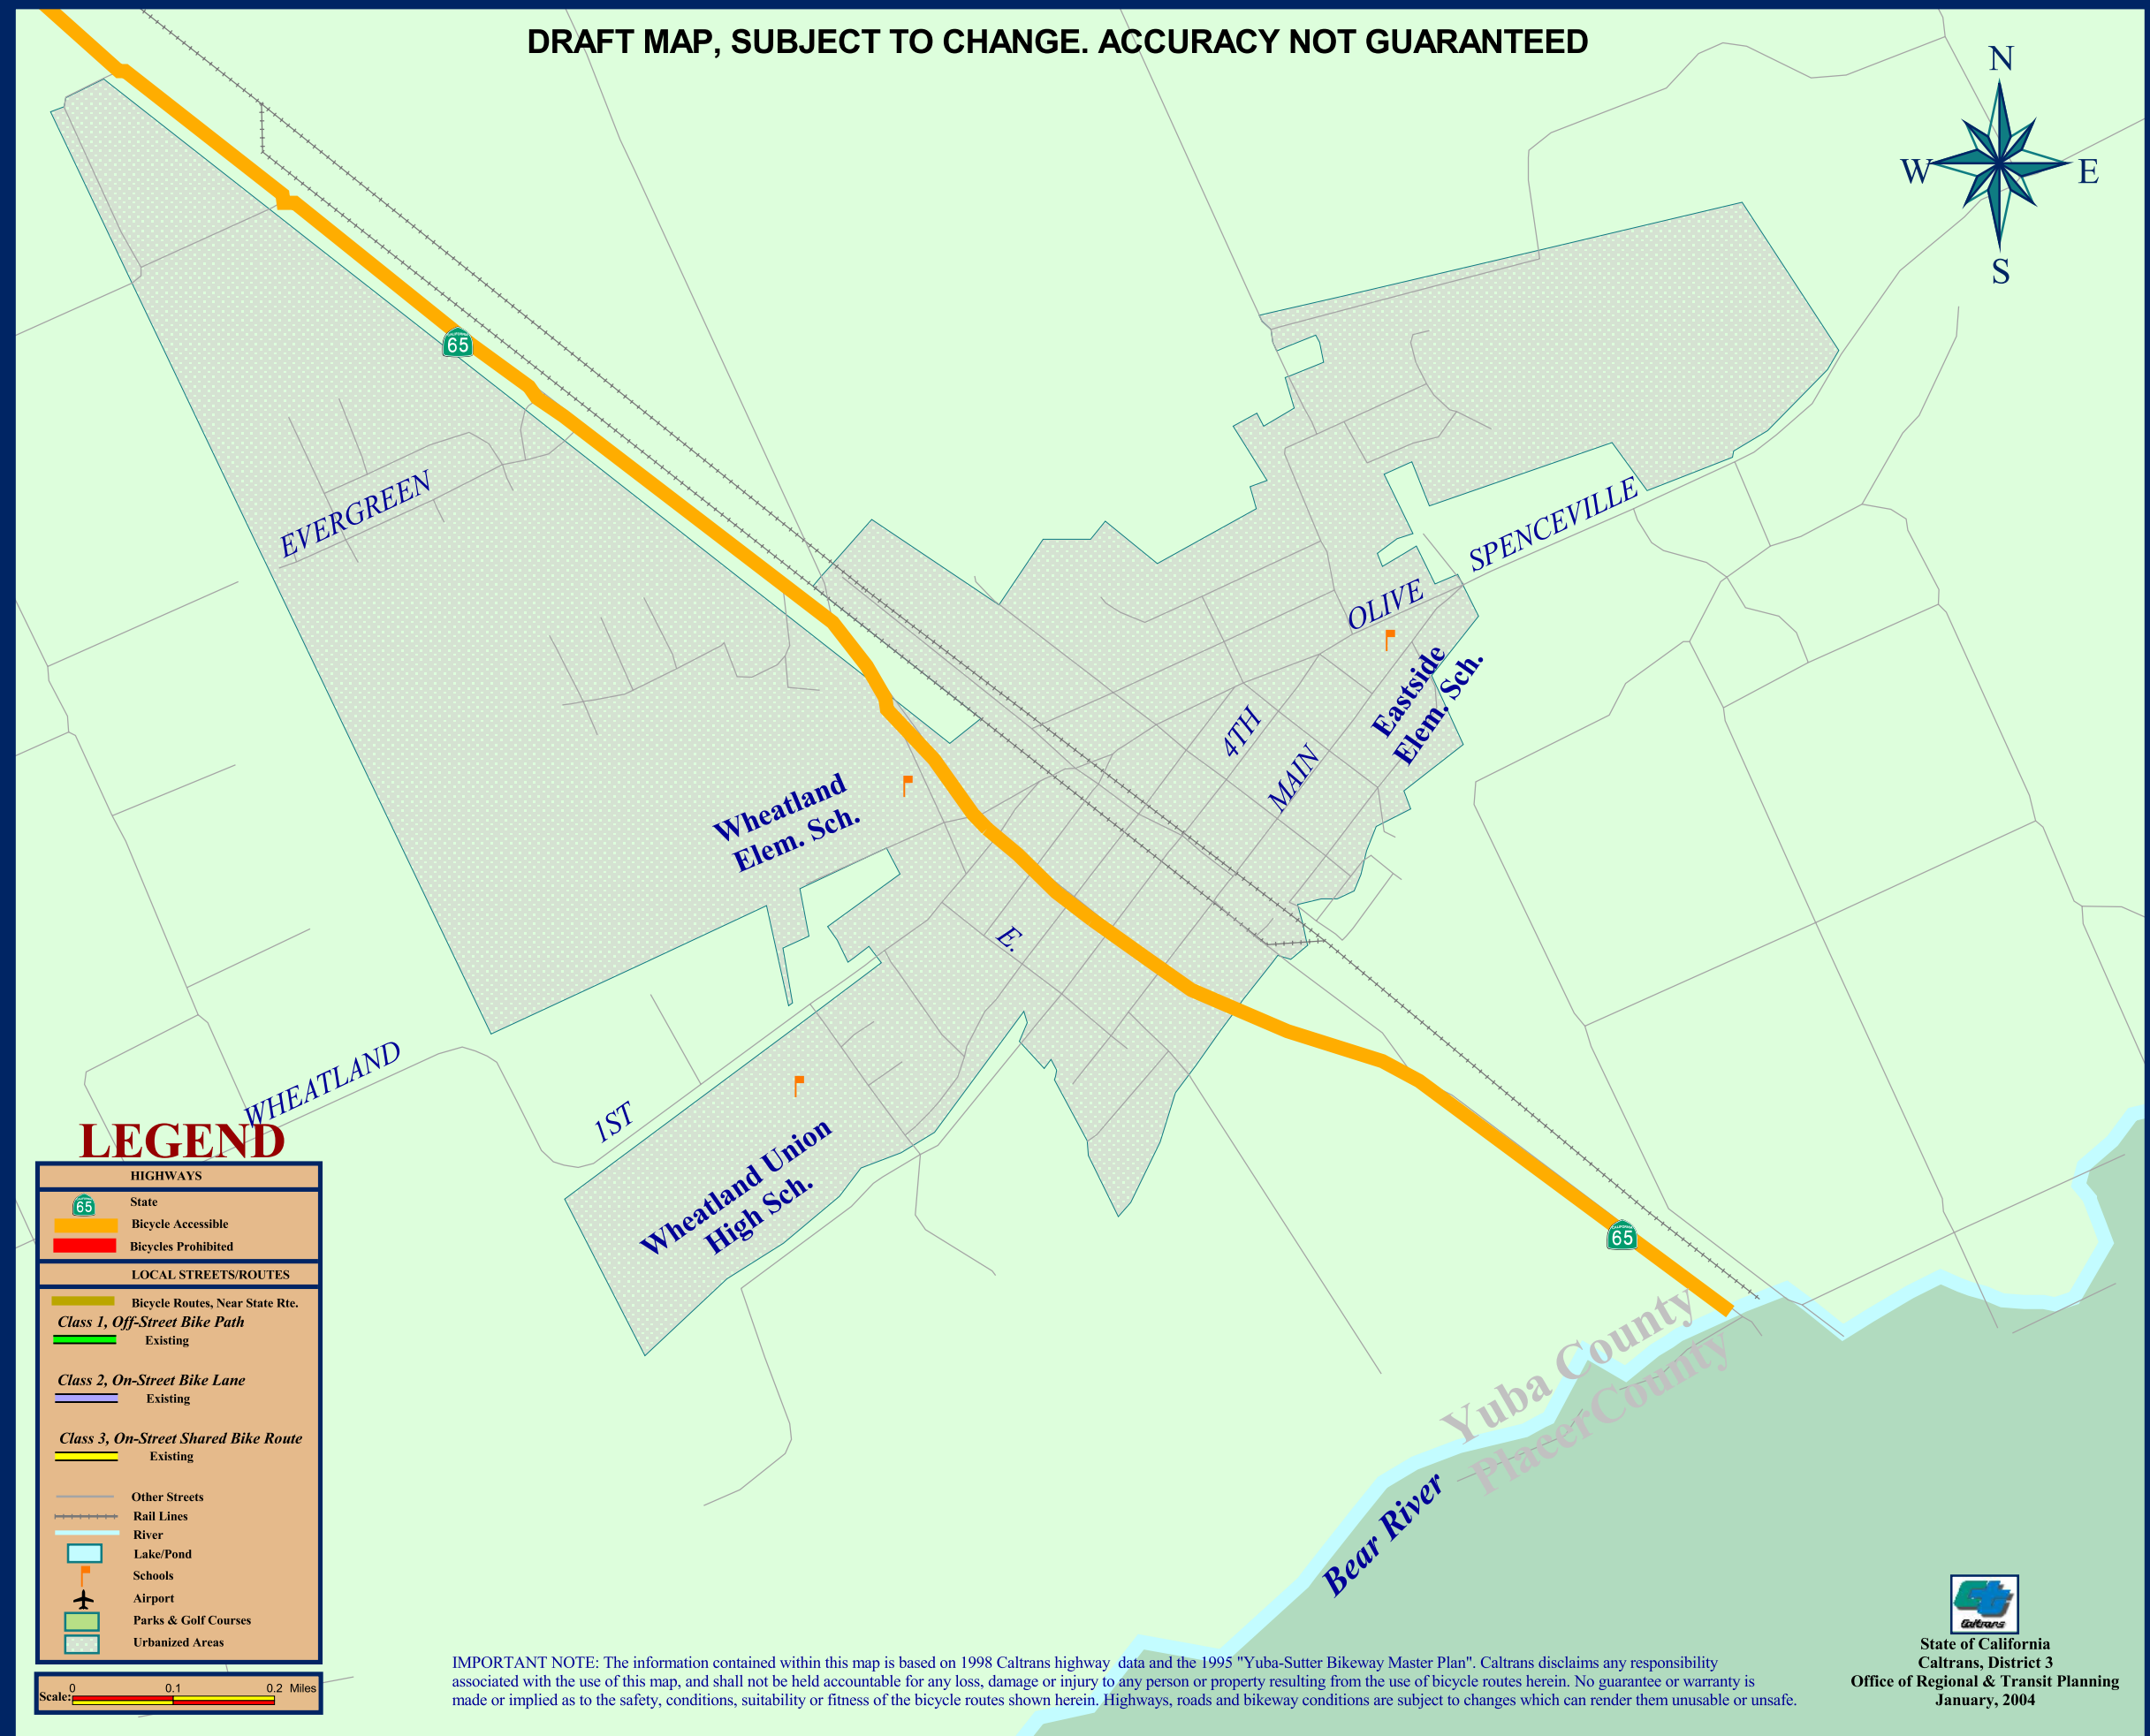 DRAFT MAP, SUBJECT TO CHANGE. ACCURACY NOT GUARANTEED
N
W
E
S
65
EVERGREEN
SPENCEVILLE
OLIVE
4TH
MAIN
Eastside
Elem. Sch.
Wheatland
Elem. Sch.
E.
WHEATLAND
1ST
Wheatland Union
High Sch.
65
Yuba County
PlacerCounty
Bear River
LEGEND
HIGHWAYS
65
State
Bicycle Accessible
Bicycles Prohibited
LOCAL STREETS/ROUTES
Bicycle Routes, Near State Rte.
Class 1, Off-Street Bike Path
Existing
Class 2, On-Street Bike Lane
Existing
Class 3, On-Street Shared Bike Route
Existing
Other Streets
Rail Lines
River
Lake/Pond
Schools
Airport
Parks & Golf Courses
Urbanized Areas
0 0.1 0.2 Miles
Scale:
IMPORTANT NOTE: The information contained within this map is based on 1998 Caltrans highway data and the 1995 "Yuba-Sutter Bikeway Master Plan". Caltrans disclaims any responsibility
associated with the use of this map, and shall not be held accountable for any loss, damage or injury to any person or property resulting from the use of bicycle routes herein. No guarantee or warranty is
made or implied as to the safety, conditions, suitability or fitness of the bicycle routes shown herein. Highways, roads and bikeway conditions are subject to changes which can render them unusable or unsafe.
Caltrans
State of California
Caltrans, District 3
Office of Regional & Transit Planning
January, 2004